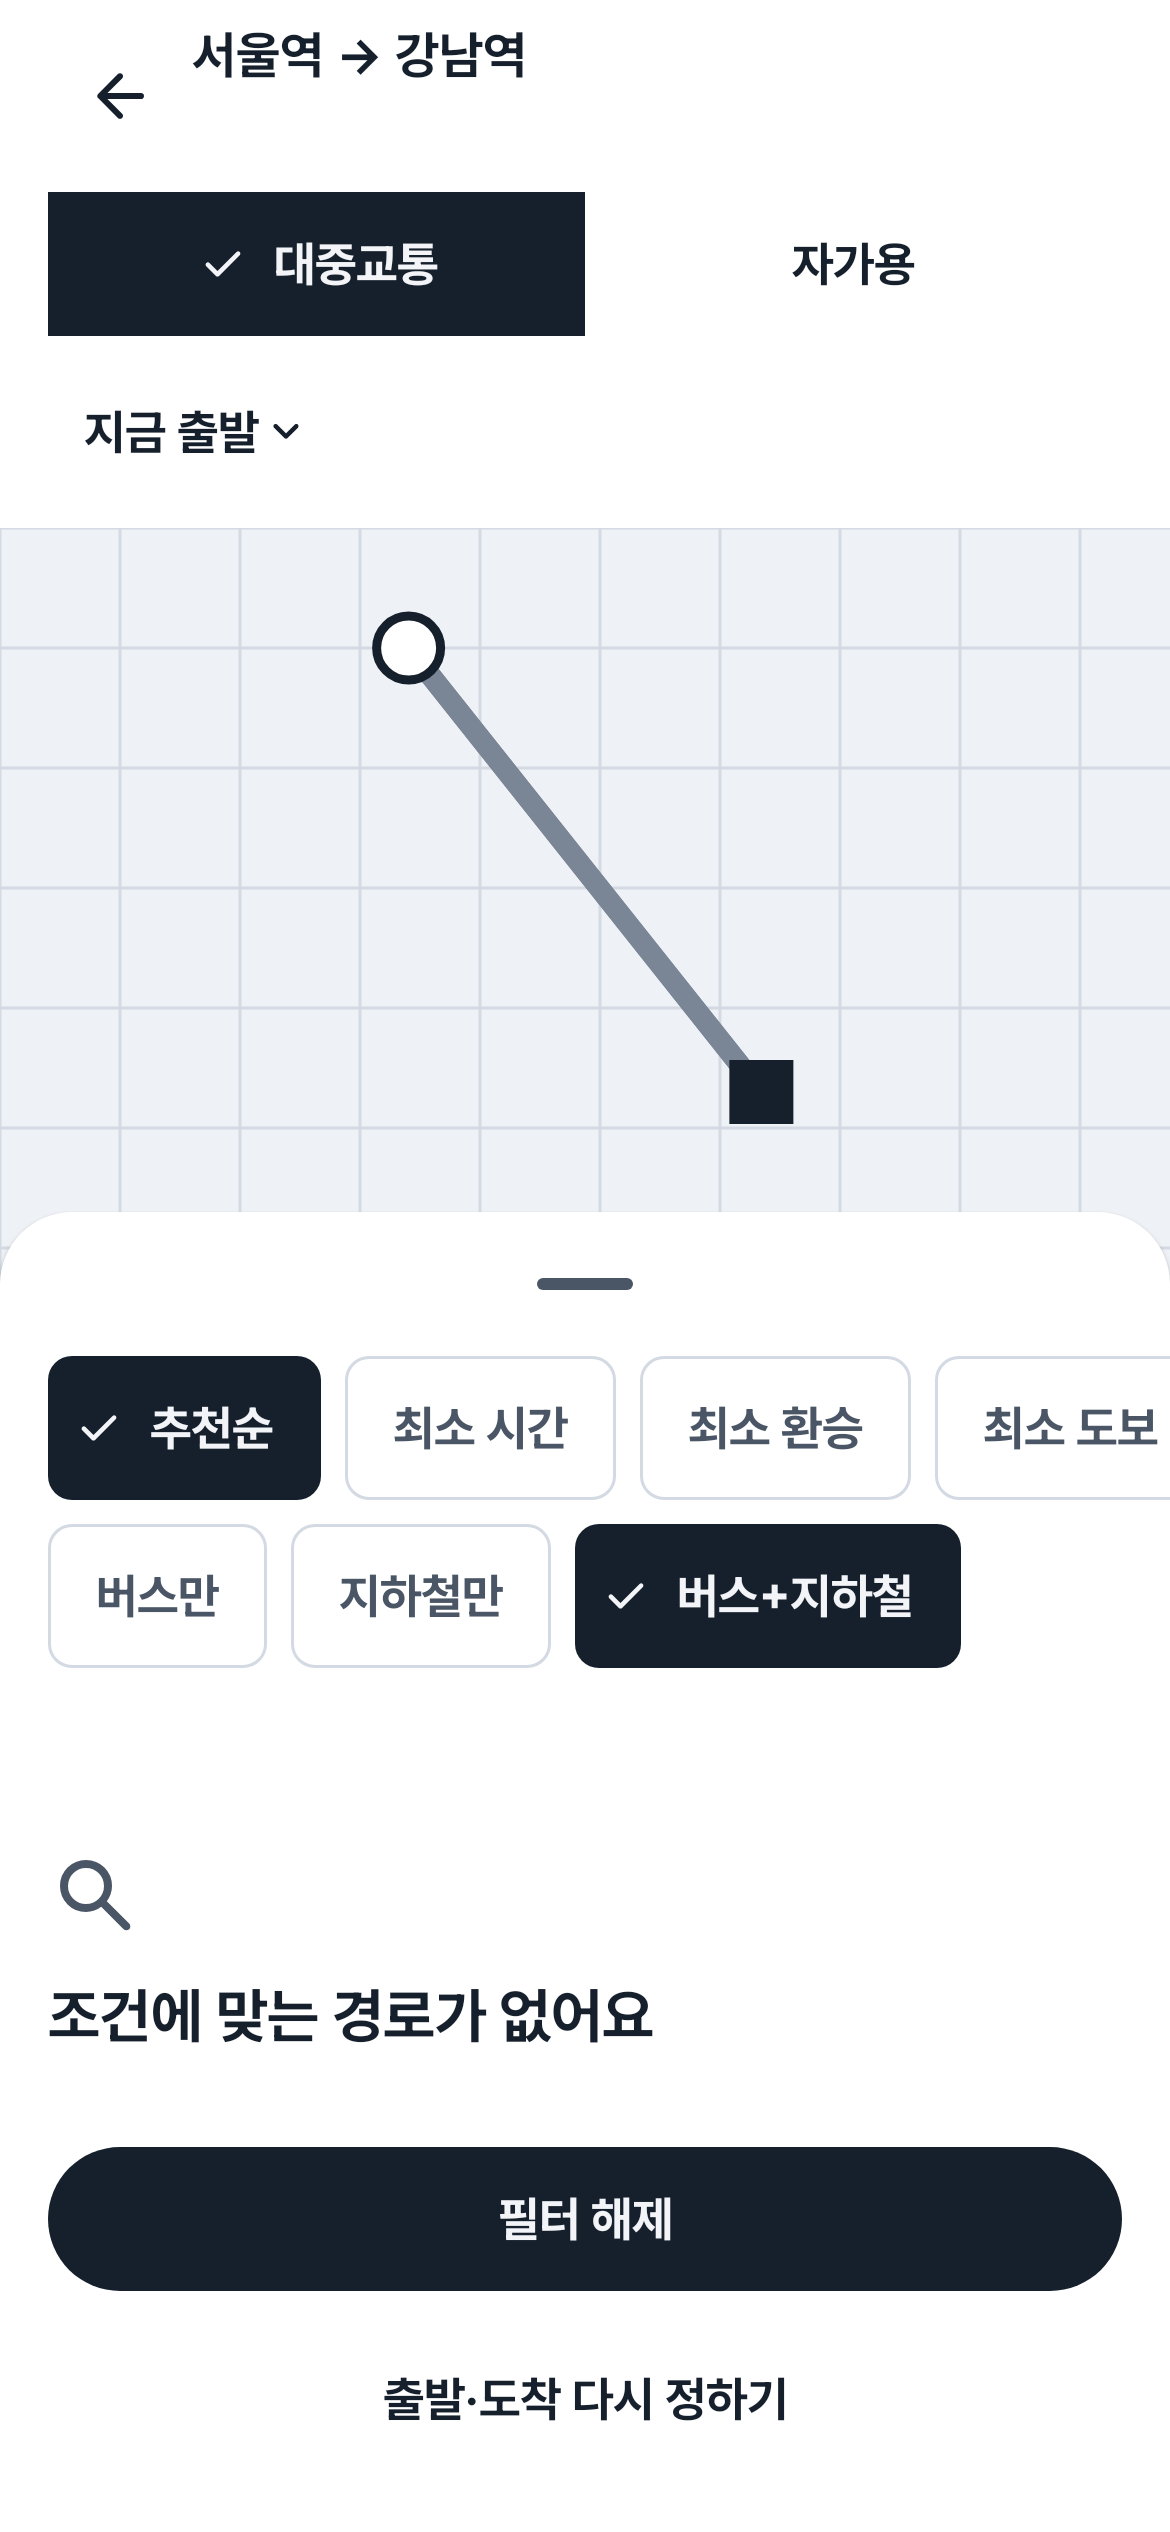 서울역 → 강남역
대중교통
자가용
지금 출발
추천순
최소 시간
최소 환승
최소 도보
버스만
지하철만
버스+지하철
조건에 맞는 경로가 없어요
필터 해제
출발·도착 다시 정하기